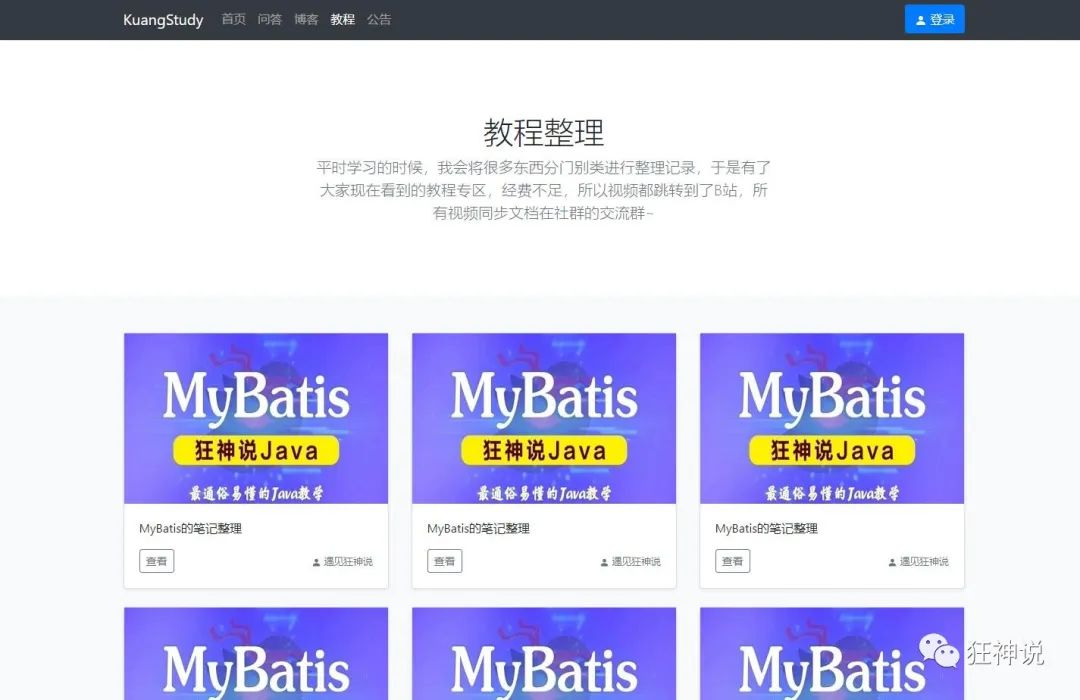 KuangStudy 首页 问答 博客 教程 公告 登录
教程整理
平时学习的时候，我会将很多东西分门别类进行整理记录，于是有了
大家现在看到的教程专区，经费不足，所以视频都跳转到了B站，所
有视频同步文档在社群的交流群~
MyBatis MyBatis MyBatis
狂神说Java 狂神说Java 狂神说Java
最通俗易懂的Java教学 最通俗易懂的Java教学 最通俗易懂的Java教学
MyBatis的笔记整理 MyBatis的笔记整理 MyBatis的笔记整理
查看 遇见狂神说 查看 遇见狂神说 查看 遇见狂神说
MyBatis MyBatis MyBatis
狂神说